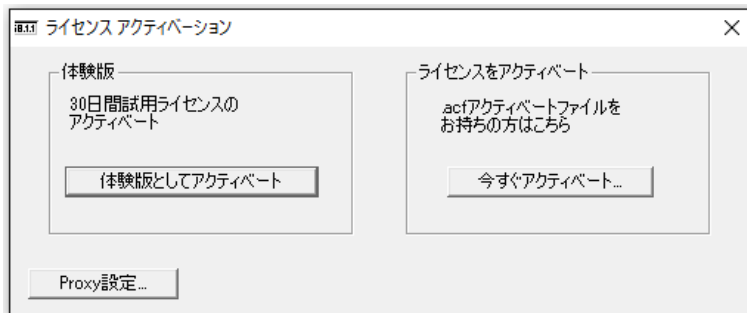 i8.1.1 ライセンス アクティベーション
体験版
30日間試用ライセンスの
アクティベート
体験版としてアクティベート
ライセンスをアクティベート
.acfアクティベートファイルを
お持ちの方はこちら
今すぐアクティベート...
Proxy設定...